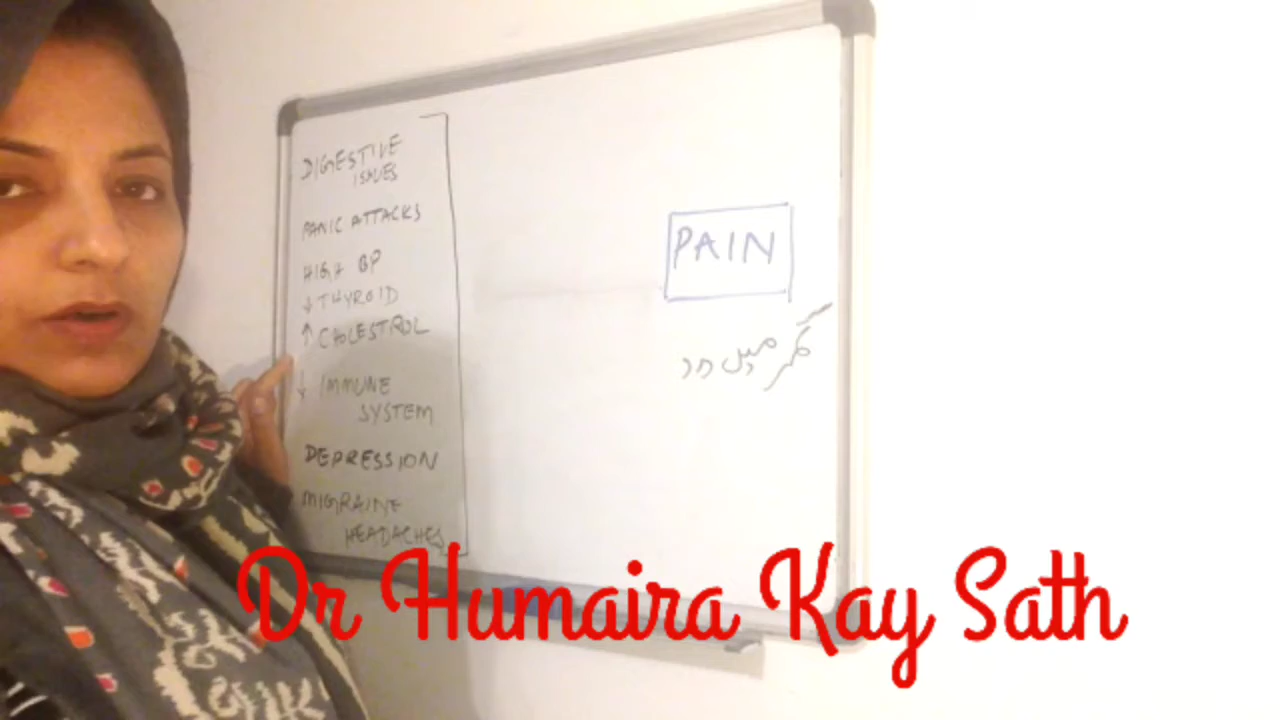 DIGESTIVE
ISSUES
PANIC ATTACKS
HIGH BP
↓ THYROID
↑ CHOLESTROL
↓ IMMUNE
SYSTEM
DEPRESSION
MIGRAINE
HEADACHES
PAIN
کمر میں درد
Dr Humaira Kay Sath